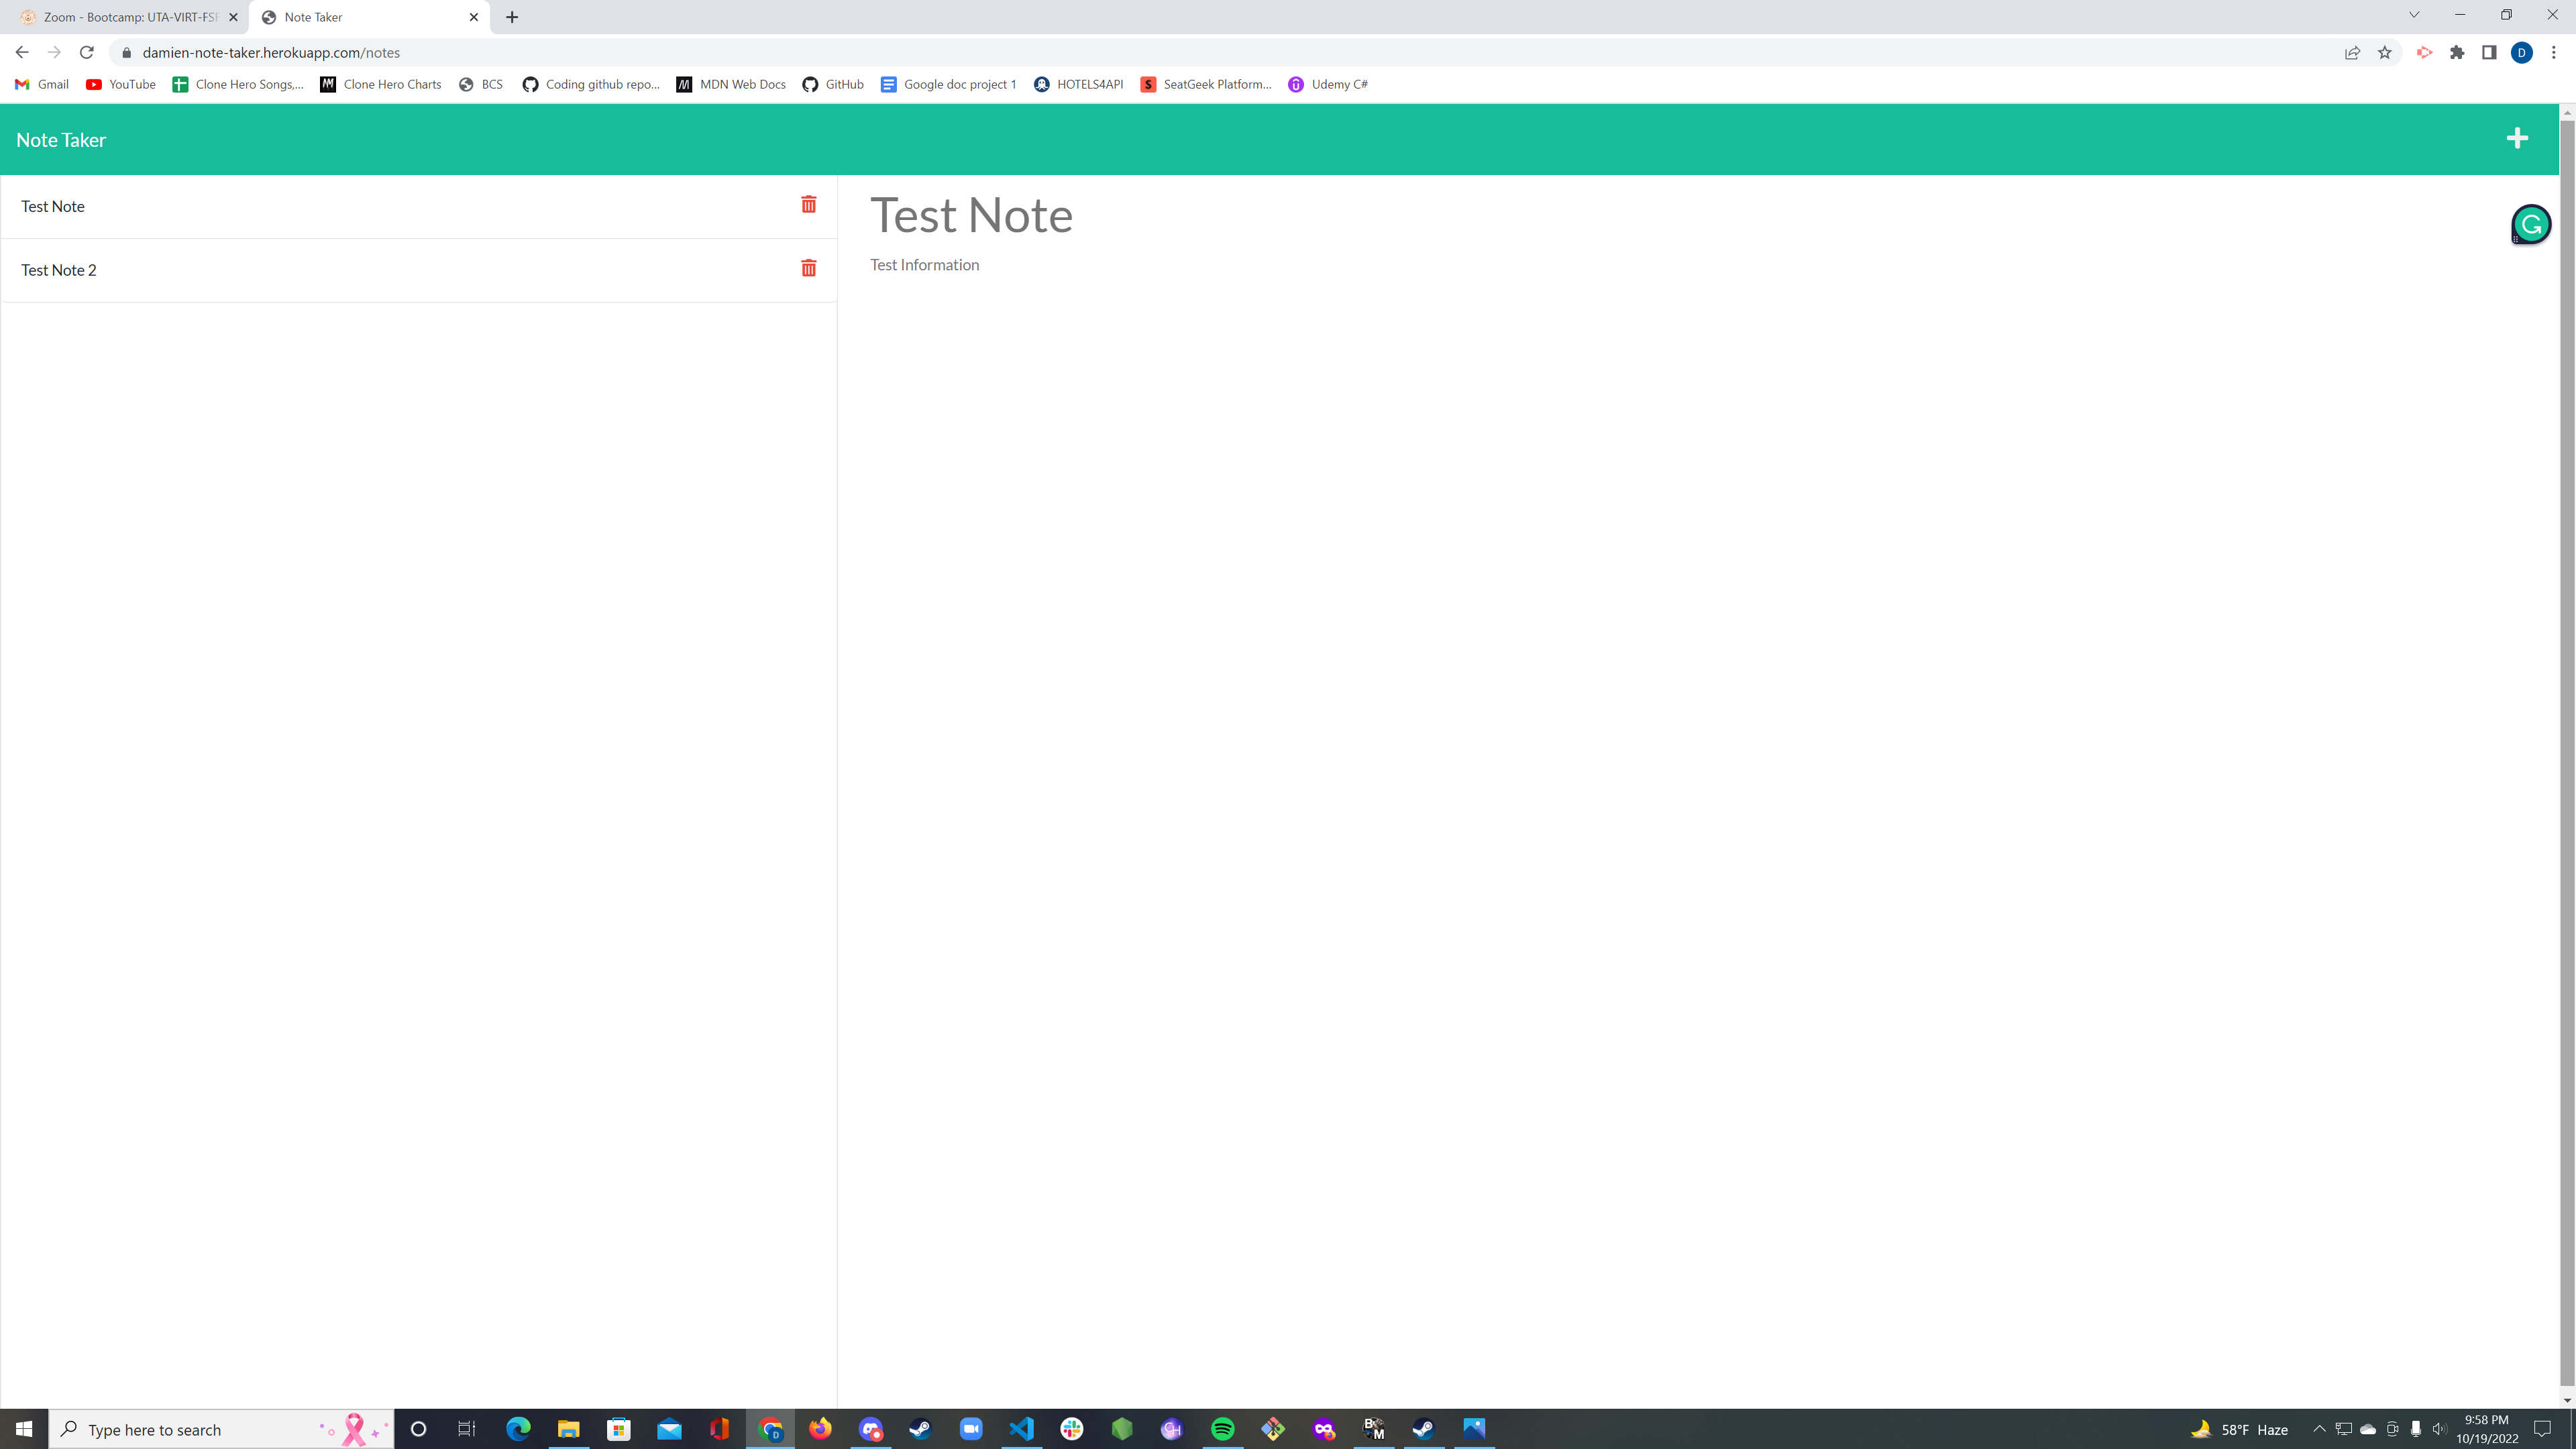 Zoom - Bootcamp: UTA-VIRT-FSF
Note Taker
damien-note-taker.herokuapp.com/notes
D
Gmail
YouTube
Clone Hero Songs,...
Clone Hero Charts
BCS
Coding github repo...
MDN Web Docs
GitHub
Google doc project 1
HOTELS4API
SeatGeek Platform...
Udemy C#
Note Taker
Test Note
Test Note 2
Test Note
Test Information
Type here to search
58°F Haze
9:58 PM
10/19/2022